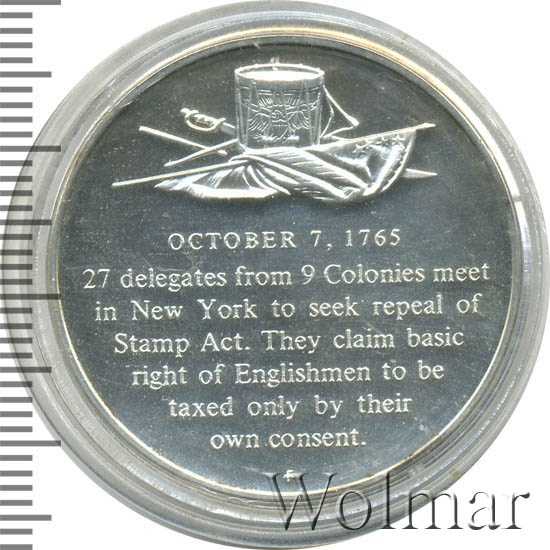 OCTOBER 7, 1765
27 delegates from 9 Colonies meet
in New York to seek repeal of
Stamp Act. They claim basic
right of Englishmen to be
taxed only by their
own consent.
F
Wolmar